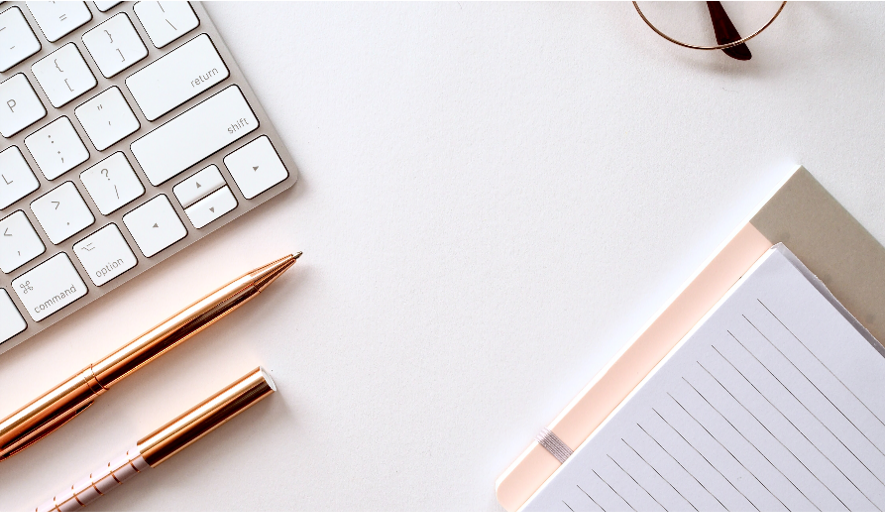 - =
{ [
} ]
| \
return
P
: ;
" '
shift
L
< ,
> .
? /
⌘ command
⌥ option
◄
▲
▼
►